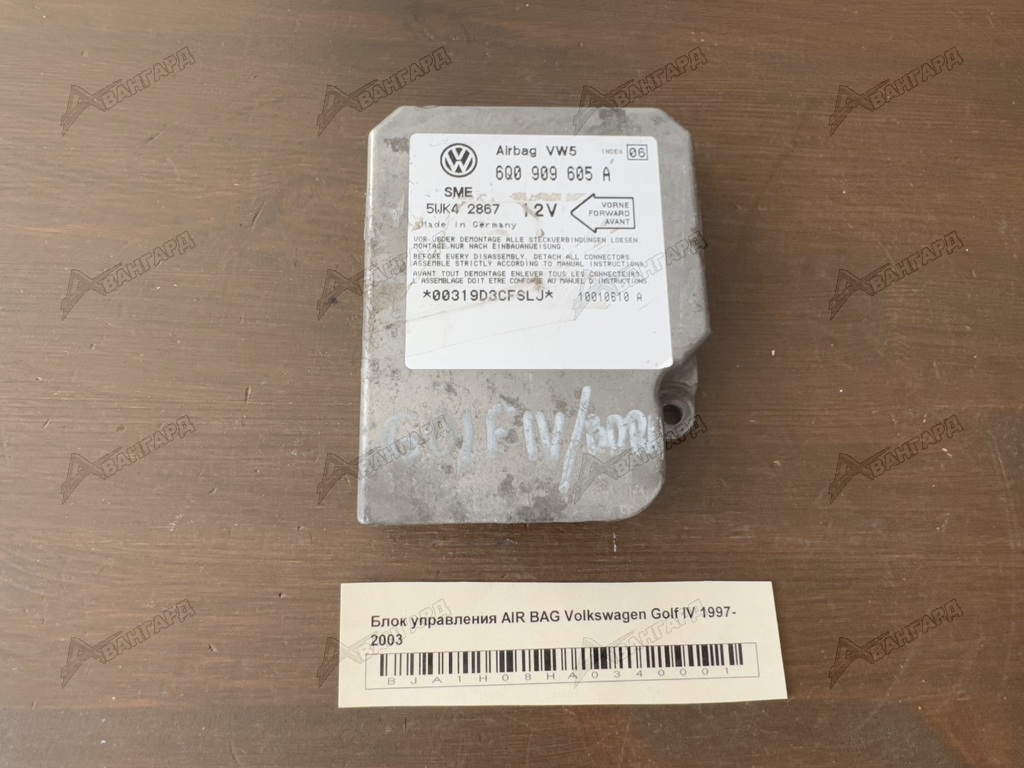 Airbag VW5 INDEX 06
6Q0 909 605 A
SME
5WK4 2867 12V
VORNE
FORWARD
AVANT
Made in Germany
VOR JEDER DEMONTAGE ALLE STECKVERBINDUNGEN LOESEN
MONTAGE NUR NACH EINBAUANWEISUNG.
BEFORE EVERY DISASSEMBLY, DETACH ALL CONNECTORS
ASSEMBLE STRICTLY ACCORDING TO MANUAL INSTRUCTIONS
AVANT TOUT DEMONTAGE ENLEVER TOUS LES CONNECTEURS,
L'ASSEMBLAGE DOIT ETRE CONFORME AU MANUEL D'INSTRUCTIONS
*00319D3CFSLJ* 10010610 A
GOLF IV/BORA
Блок управления AIR BAG Volkswagen Golf IV 1997-
2003
BJA1H08HA0340001
АВАНГАРД